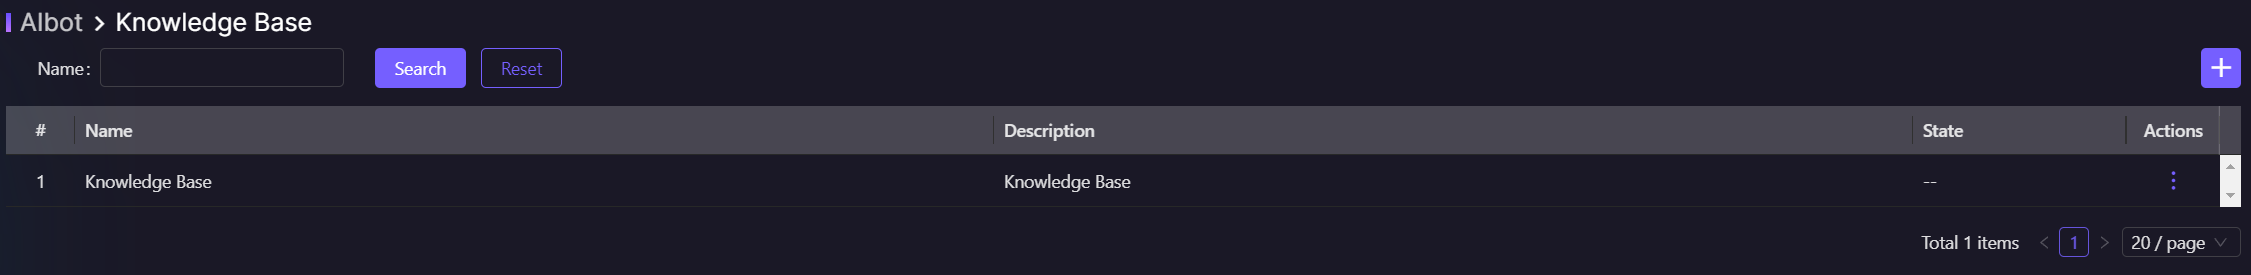 AIbot > Knowledge Base
Name: Search Reset +
# Name Description State Actions
1 Knowledge Base Knowledge Base --
Total 1 items < 1 > 20 / page